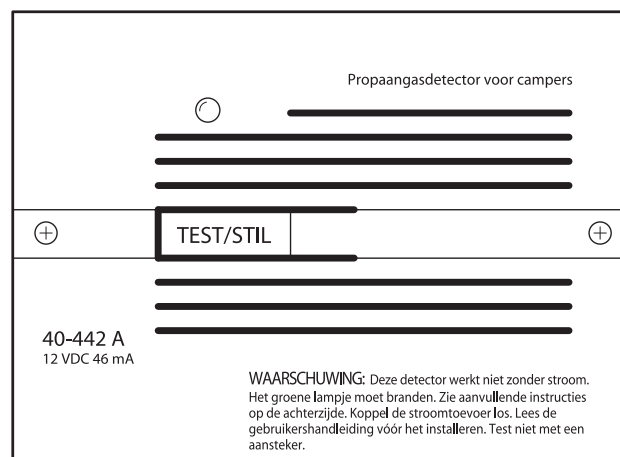 Propaangasdetector voor campers
TEST/STIL
40-442 A
12 VDC 46 mA
WAARSCHUWING: Deze detector werkt niet zonder stroom.
Het groene lampje moet branden. Zie aanvullende instructies
op de achterzijde. Koppel de stroomtoevoer los. Lees de
gebruikershandleiding vóór het installeren. Test niet met een
aansteker.